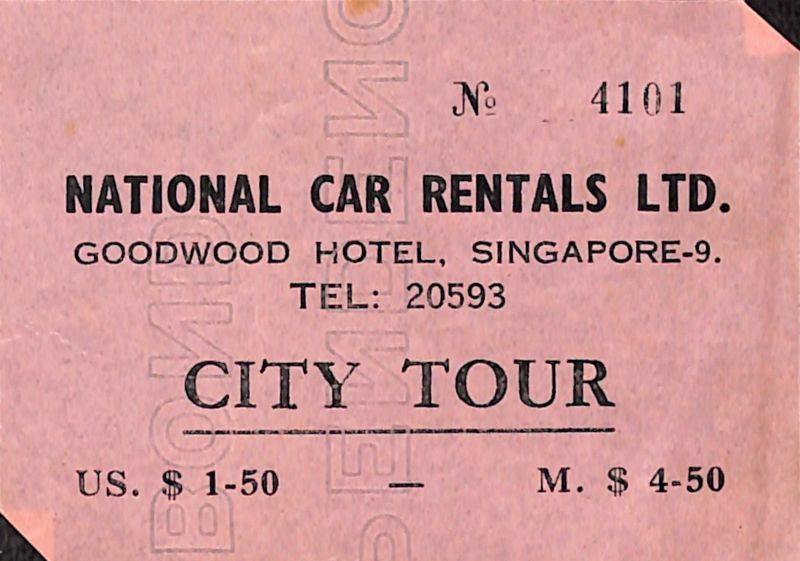 № 4101
NATIONAL CAR RENTALS LTD.
GOODWOOD HOTEL, SINGAPORE-9.
TEL: 20593
CITY TOUR
US. $ 1-50 — M. $ 4-50
BOND